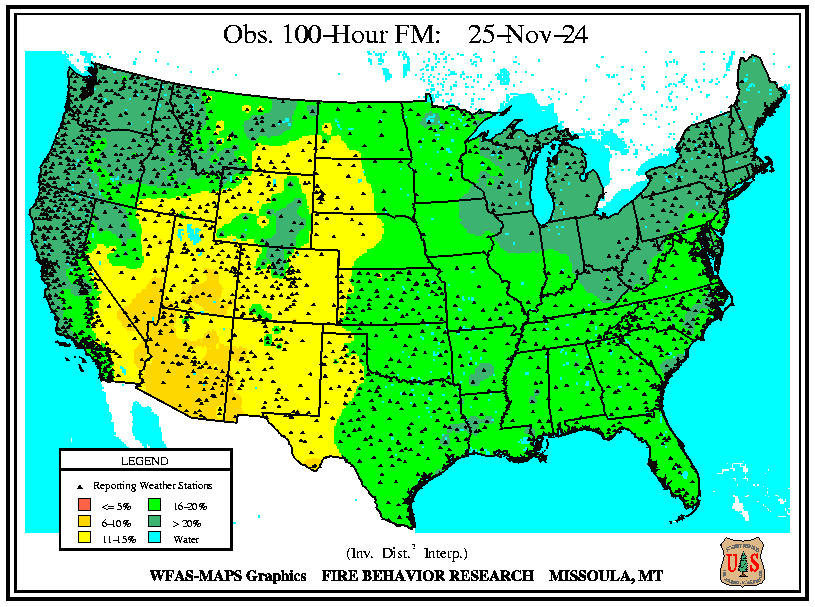 Obs. 100-Hour FM: 25-Nov-24
LEGEND
Reporting Weather Stations
<= 5% 16-20%
6-10% > 20%
11-15% Water
(Inv. Dist.² Interp.)
WFAS-MAPS Graphics FIRE BEHAVIOR RESEARCH MISSOULA, MT
U S